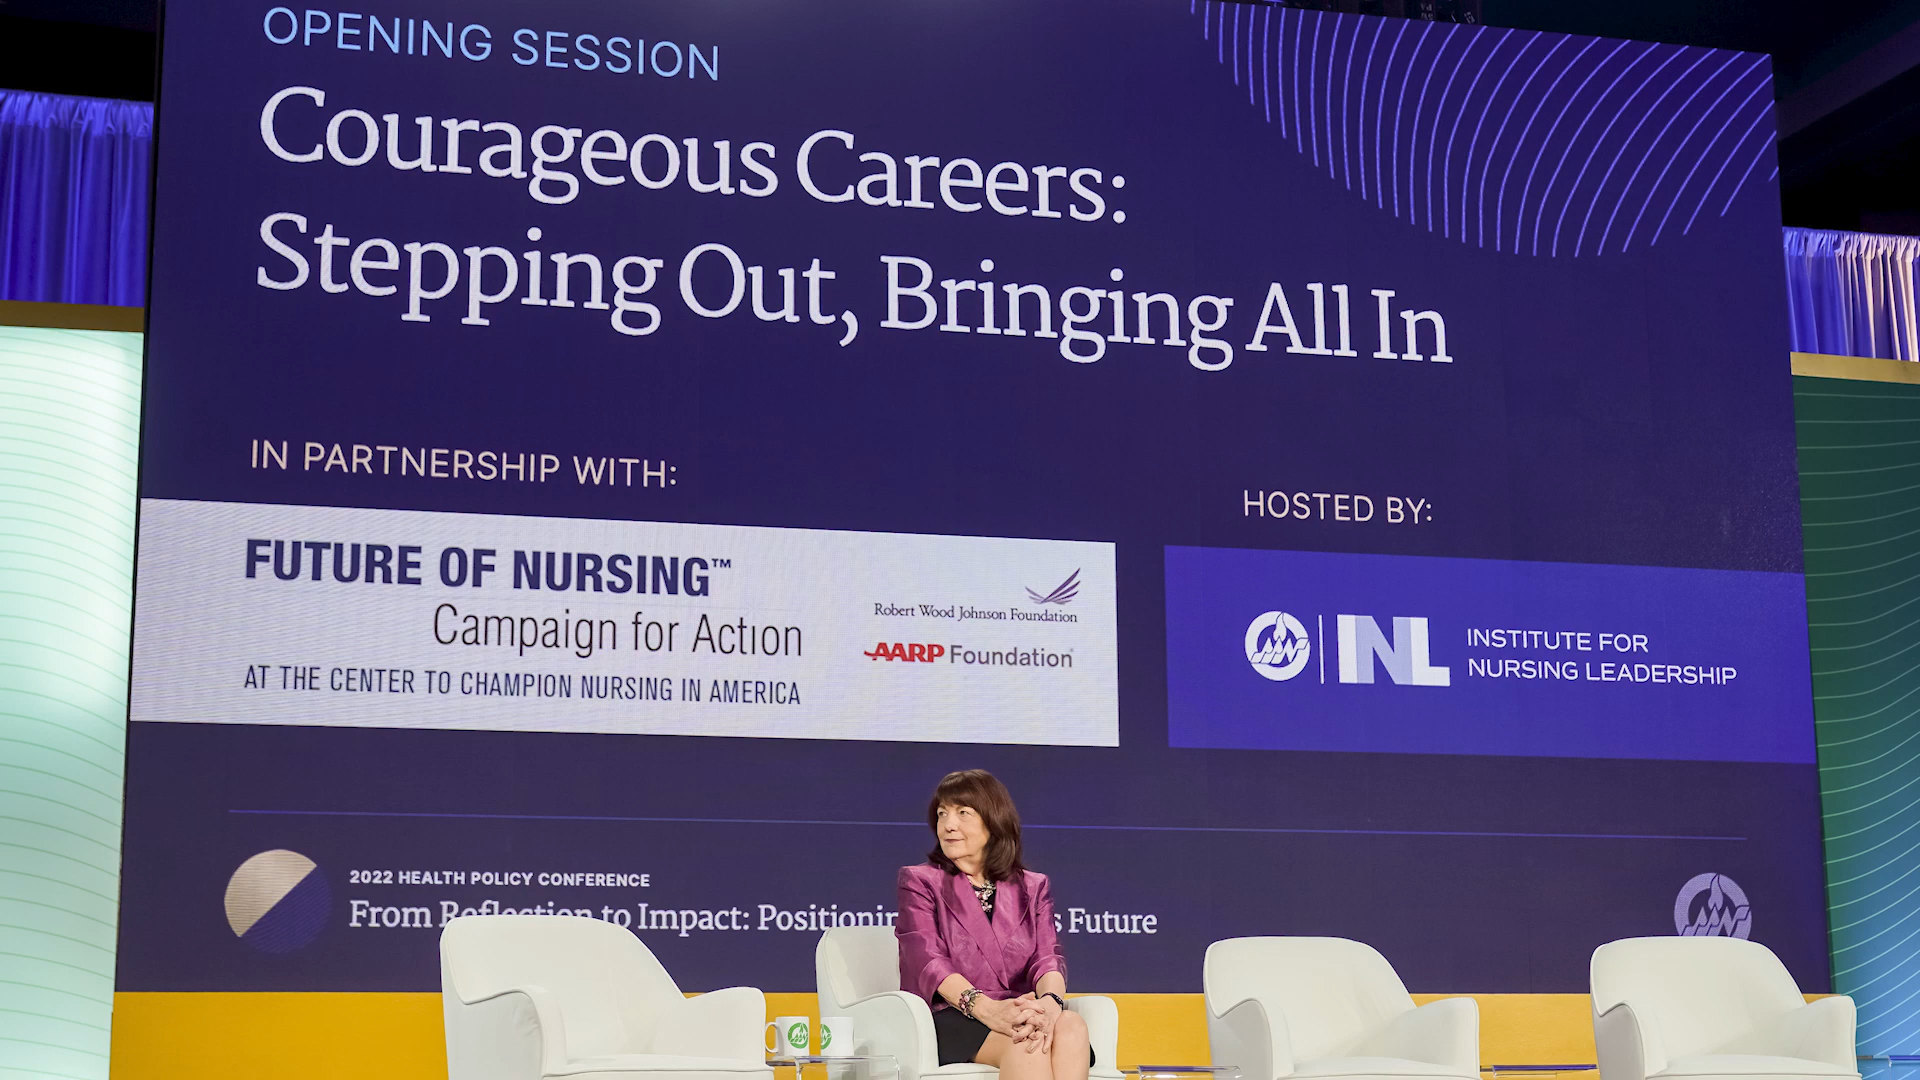 OPENING SESSION
Courageous Careers:
Stepping Out, Bringing All In
IN PARTNERSHIP WITH:
FUTURE OF NURSING™
Campaign for Action
AT THE CENTER TO CHAMPION NURSING IN AMERICA
Robert Wood Johnson Foundation
AARP Foundation
HOSTED BY:
INL
INSTITUTE FOR
NURSING LEADERSHIP
2022 HEALTH POLICY CONFERENCE
From Reflection to Impact: Future